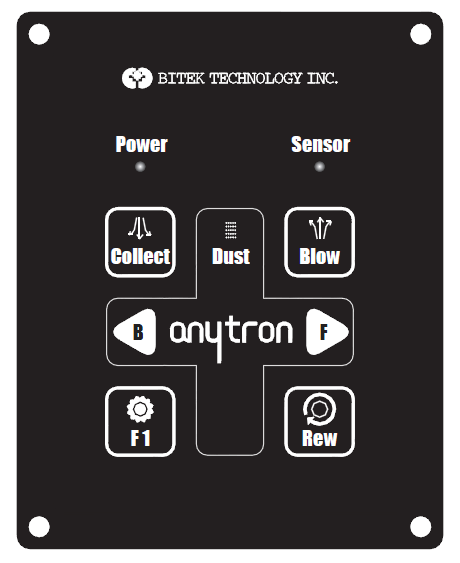 BITEK TECHNOLOGY INC.
Power
Sensor
Collect
Dust
Blow
B
anytron
F
F1
Rew